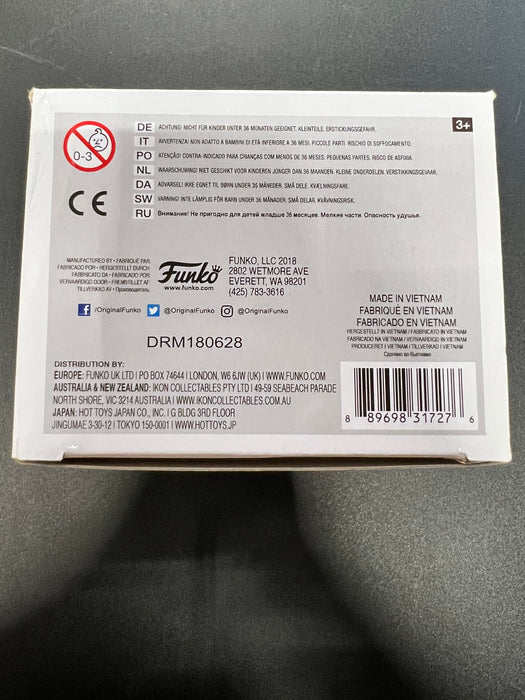 3+
0-3
DE ACHTUNG! NICHT FÜR KINDER UNTER 36 MONATEN GEEIGNET. KLEINTEILE. ERSTICKUNGSGEFAHR.
IT AVVERTENZA! NON ADATTO A BAMBINI DI ETÀ INFERIORE A 36 MESI. PICCOLE PARTI. RISCHIO DI SOFFOCAMENTO.
PO ATENÇÃO! CONTRA-INDICADO PARA CRIANÇAS COM MENOS DE 36 MESES. PEQUENAS PARTES. RISCO DE ASFIXIA.
NL WAARSCHUWING! NIET GESCHIKT VOOR KINDEREN JONGER DAN 36 MAANDEN. KLEINE ONDERDELEN. VERSTIKKINGSGEVAAR.
DA ADVARSEL! IKKE EGNET TIL BØRN UNDER 36 MÅNEDER. SMÅ DELE. KVÆLNINGSFARE.
SW VARNING! INTE LÄMPLIG FÖR BARN UNDER 36 MÅNADER. SMÅ DELAR. KVÄVNINGSRISK.
RU Внимание! Не пригодно для детей младше 36 месяцев. Мелкие части. Опасность удушья.
CE
MANUFACTURED BY • FABRIQUÉ PAR
FABRICADO POR • HERGESTELLT DURCH
FABBRICATO DA • FABRICADO POR
VERVAARDIGD DOOR • FREMSTILLET AF
TILLVERKAD AV • Производитель
Funko
www.funko.com
FUNKO, LLC 2018
2802 WETMORE AVE
EVERETT, WA 98201
(425) 783-3616
f /OriginalFunko @OriginalFunko @OriginalFunko
DRM180628
MADE IN VIETNAM
FABRIQUÉ EN VIETNAM
FABRICADO EN VIETNAM
HERGESTELLT IN VIETNAM / FABBRICATO IN VIETNAM
FABRICADO NA VIETNAM / VERVAARDIGD IN VIETNAM
PRODUCERET I VIETNAM / TILLVERKAD I VIETNAM
Сделано во Вьетнаме
DISTRIBUTION BY:
EUROPE: FUNKO UK LTD | PO BOX 74644 | LONDON, W6 6JW (UK) | WWW.FUNKO.COM
AUSTRALIA & NEW ZEALAND: IKON COLLECTABLES PTY LTD | 49-59 SEABEACH PARADE
NORTH SHORE, VIC 3214 AUSTRALIA | WWW.IKONCOLLECTABLES.COM.AU
JAPAN: HOT TOYS JAPAN CO., INC. | G BLDG 3RD FLOOR
JINGUMAE 3-30-12 | TOKYO 150-0001 | WWW.HOTTOYS.JP
8 89698 31727 6